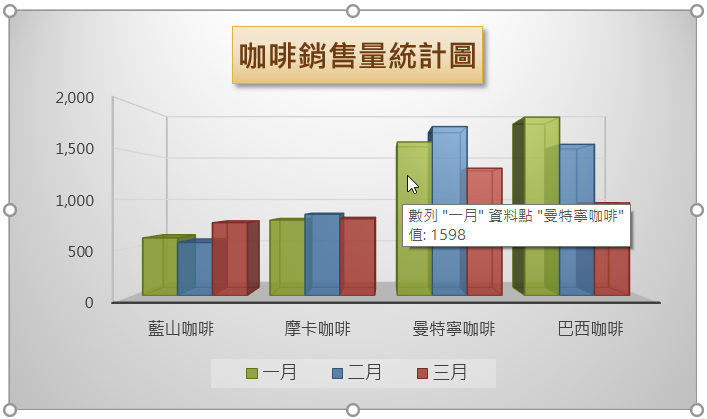 咖啡銷售量統計圖
2,000
1,500
1,000
500
0
數列 "一月" 資料點 "曼特寧咖啡"
值: 1598
藍山咖啡 摩卡咖啡 曼特寧咖啡 巴西咖啡
一月 二月 三月